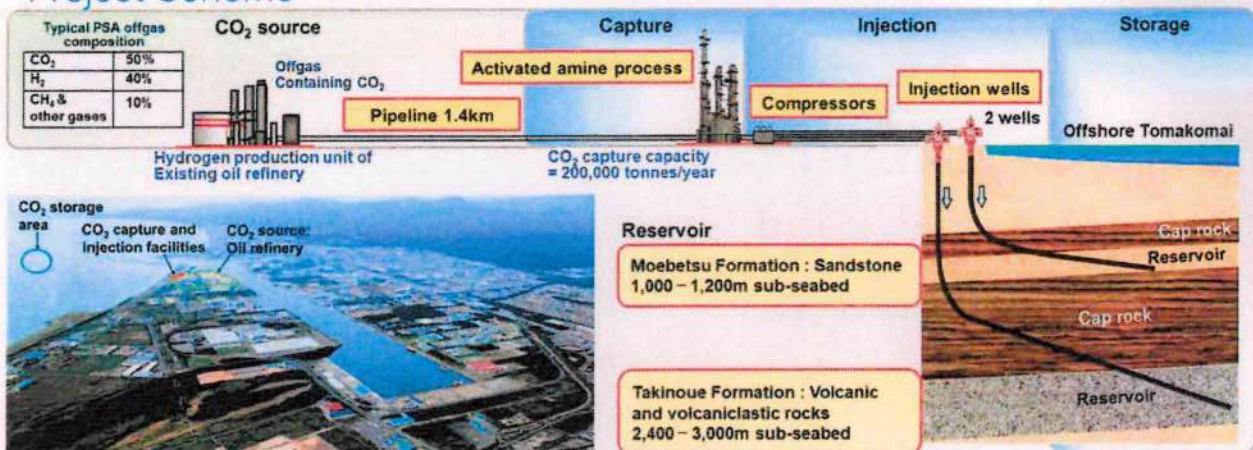 Project Scheme
Typical PSA offgas
composition
CO₂ 50%
H₂ 40%
CH₄ &
other gases 10%
CO₂ source
Offgas
Containing CO₂
Pipeline 1.4km
Hydrogen production unit of
Existing oil refinery
Capture
Activated amine process
CO₂ capture capacity
= 200,000 tonnes/year
Injection
Compressors
Injection wells
2 wells
Storage
Offshore Tomakomai
CO₂ storage
area
CO₂ capture and
injection facilities
CO₂ source:
Oil refinery
Reservoir
Moebetsu Formation : Sandstone
1,000 – 1,200m sub-seabed
Takinoue Formation : Volcanic
and volcaniclastic rocks
2,400 – 3,000m sub-seabed
Cap rock
Reservoir
Cap rock
Reservoir